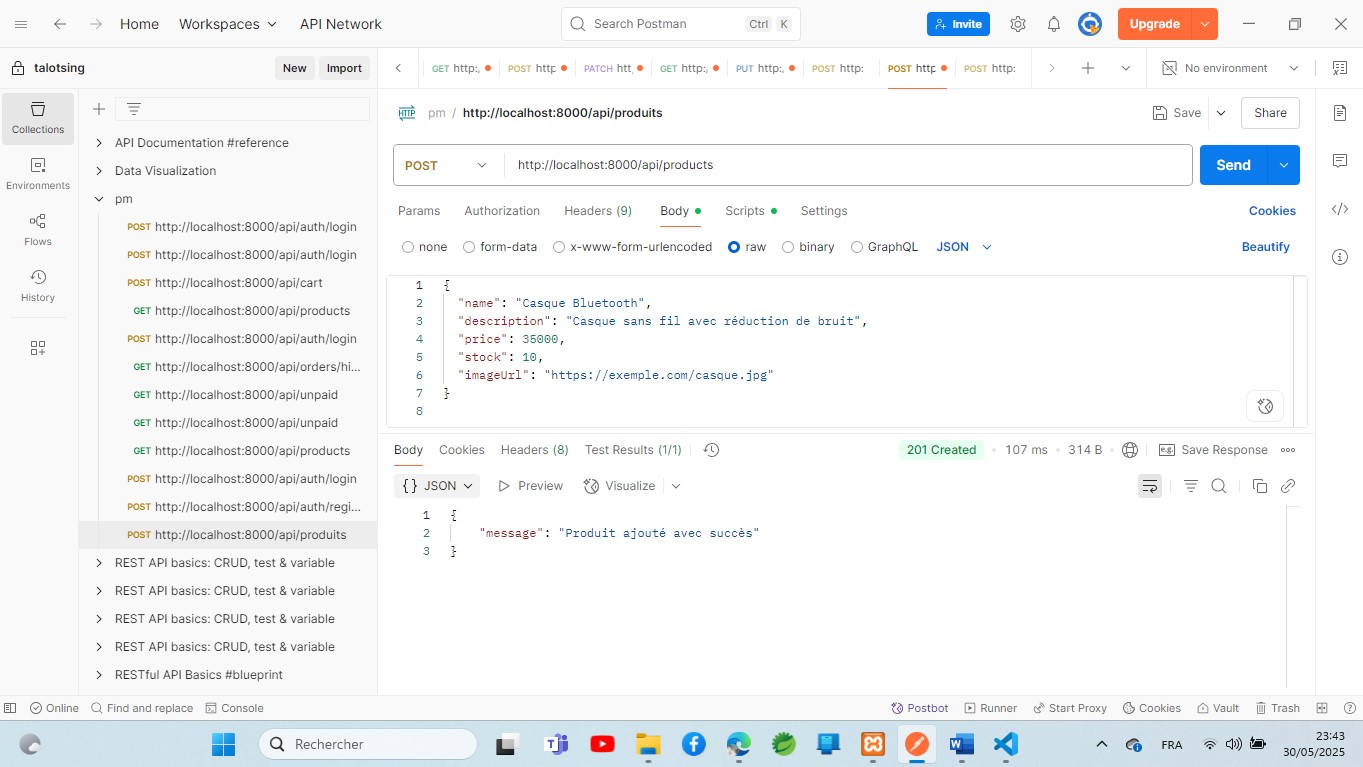 Home
Workspaces
API Network
Search Postman
Ctrl
K
Invite
Upgrade
talotsing
New
Import
GET http:,
POST http
PATCH htt
GET http:,
PUT http:,
POST http:
POST http
POST http:
No environment
Collections
Environments
Flows
History
API Documentation #reference
Data Visualization
pm
POST http://localhost:8000/api/auth/login
POST http://localhost:8000/api/auth/login
POST http://localhost:8000/api/cart
GET http://localhost:8000/api/products
POST http://localhost:8000/api/auth/login
GET http://localhost:8000/api/orders/hi...
GET http://localhost:8000/api/unpaid
GET http://localhost:8000/api/unpaid
GET http://localhost:8000/api/products
POST http://localhost:8000/api/auth/login
POST http://localhost:8000/api/auth/regi...
POST http://localhost:8000/api/produits
REST API basics: CRUD, test & variable
REST API basics: CRUD, test & variable
REST API basics: CRUD, test & variable
REST API basics: CRUD, test & variable
RESTful API Basics #blueprint
HTTP
pm / http://localhost:8000/api/produits
Save
Share
POST
http://localhost:8000/api/products
Send
Params
Authorization
Headers (9)
Body
Scripts
Settings
Cookies
none
form-data
x-www-form-urlencoded
raw
binary
GraphQL
JSON
Beautify
1 {
2 "name": "Casque Bluetooth",
3 "description": "Casque sans fil avec réduction de bruit",
4 "price": 35000,
5 "stock": 10,
6 "imageUrl": "https://exemple.com/casque.jpg"
7 }
8
Body
Cookies
Headers (8)
Test Results (1/1)
201 Created
107 ms
314 B
e.g.
Save Response
{} JSON
Preview
Visualize
1 {
2 "message": "Produit ajouté avec succès"
3 }
Online
Find and replace
Console
Postbot
Runner
Start Proxy
Cookies
Vault
Trash
Rechercher
FRA
23:43
30/05/2025